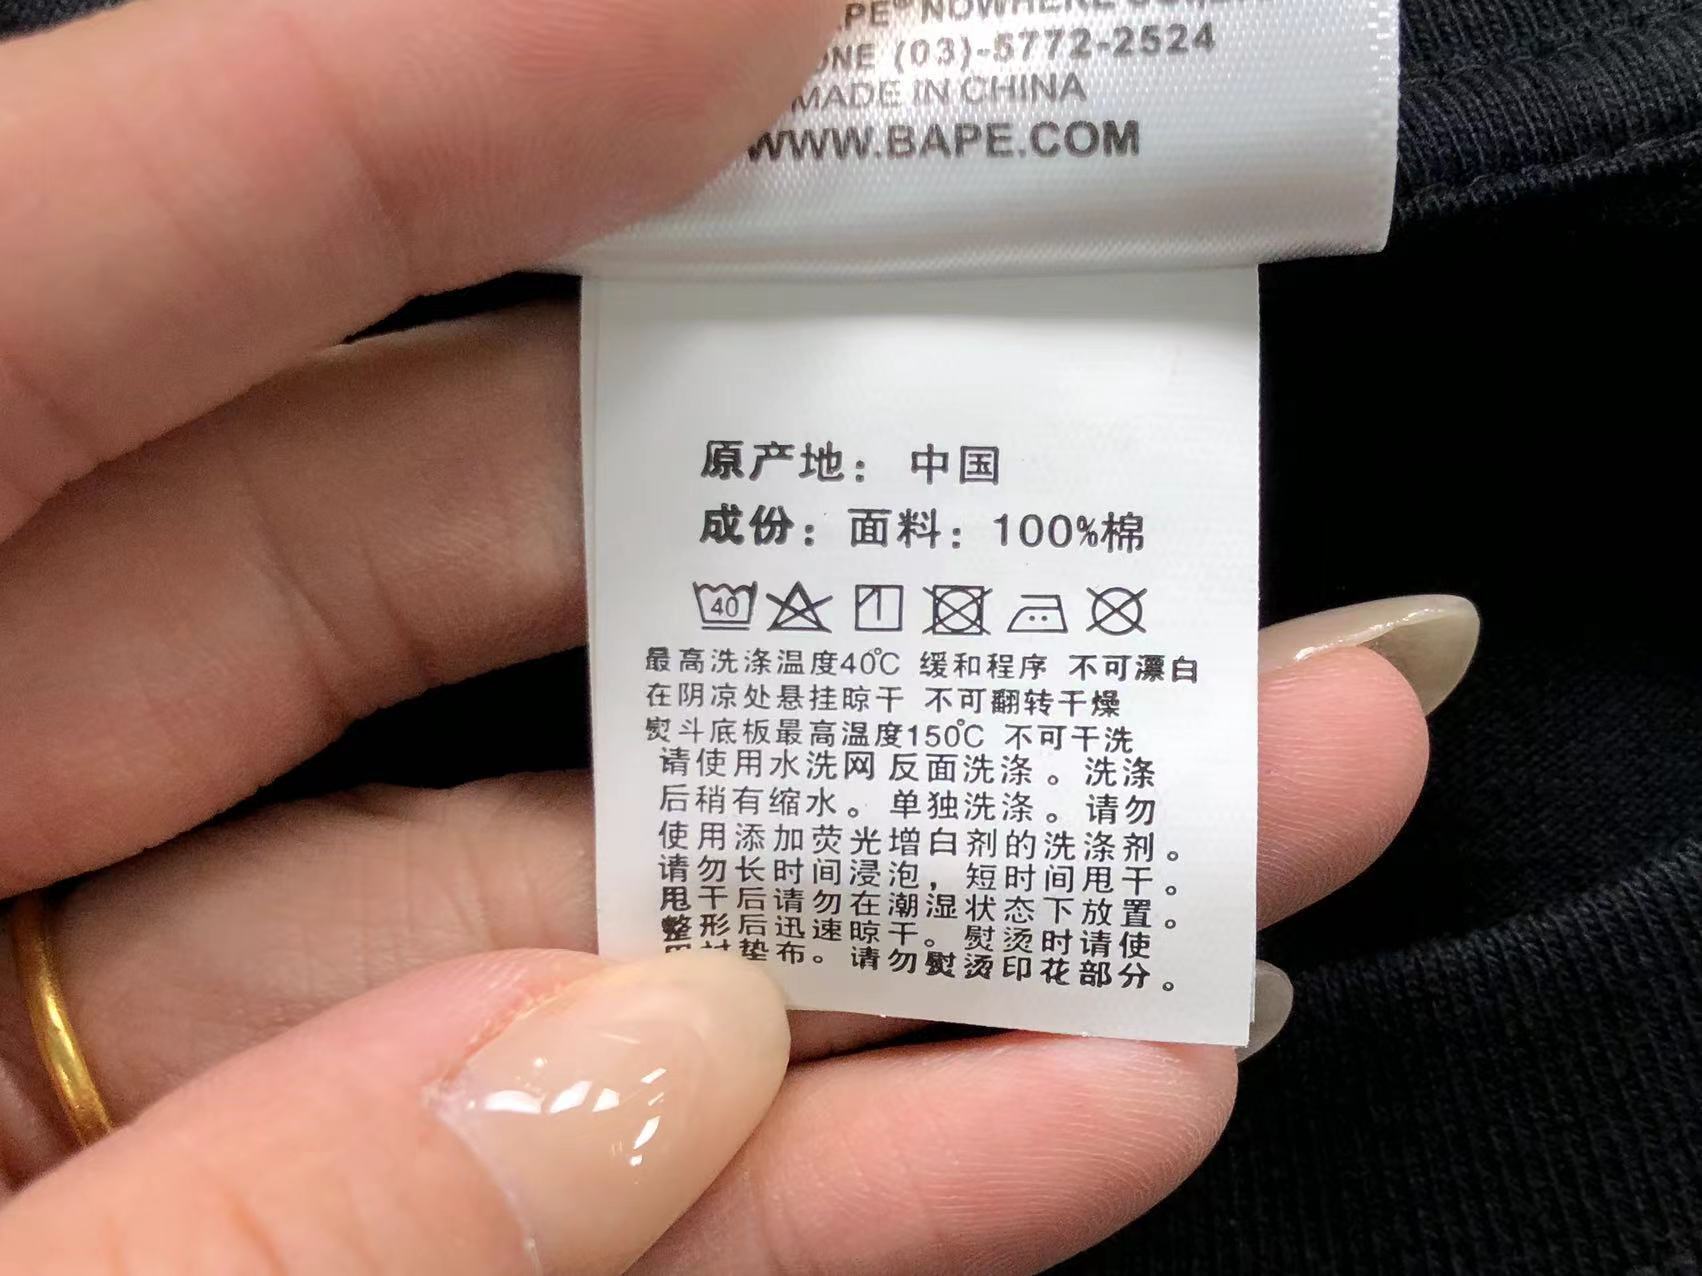 NOWHERE
(03)-5772-2524
MADE IN CHINA
WWW.BAPE.COM
原产地：中国
成份：面料：100%棉
40
最高洗涤温度40℃ 缓和程序 不可漂白
在阴凉处悬挂晾干 不可翻转干燥
熨斗底板最高温度150℃ 不可干洗
请使用水洗网反面洗涤。洗涤
后稍有缩水。单独洗涤。请勿
使用添加荧光增白剂的洗涤剂。
请勿长时间浸泡，短时间甩干。
甩干后请勿在潮湿状态下放置。
整形后迅速晾干。熨烫时请使
垫布。请勿熨烫印花部分。